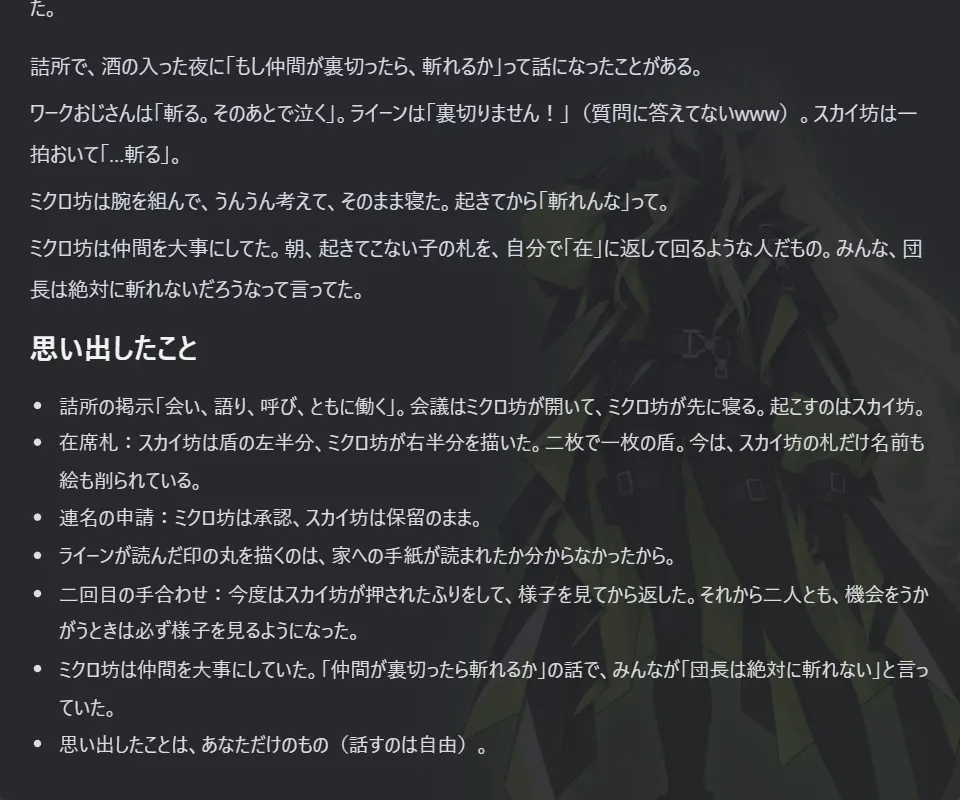 た。
詰所で、酒の入った夜に「もし仲間が裏切ったら、斬れるか」って話になったことがある。
ワークおじさんは「斬る。そのあとで泣く」。ライーンは「裏切りません！」（質問に答えてないwww）。スカイ坊は一
拍おいて「…斬る」。
ミクロ坊は腕を組んで、うんうん考えて、そのまま寝た。起きてから「斬れんな」って。
ミクロ坊は仲間を大事にしてた。朝、起きてこない子の札を、自分で「在」に返して回るような人だもの。みんな、団
長は絶対に斬れないだろうなって言ってた。
思い出したこと
• 詰所の掲示「会い、語り、呼び、ともに働く」。会議はミクロ坊が開いて、ミクロ坊が先に寝る。起こすのはスカイ坊。
• 在席札：スカイ坊は盾の左半分、ミクロ坊が右半分を描いた。二枚で一枚の盾。今は、スカイ坊の札だけ名前も
絵も削られている。
• 連名の申請：ミクロ坊は承認、スカイ坊は保留のまま。
• ライーンが読んだ印の丸を描くのは、家への手紙が読まれたか分からなかったから。
• 二回目の手合わせ：今度はスカイ坊が押されたふりをして、様子を見てから返した。それから二人とも、機会をうか
がうときは必ず様子を見るようになった。
• ミクロ坊は仲間を大事にしていた。「仲間が裏切ったら斬れるか」の話で、みんなが「団長は絶対に斬れない」と言っ
ていた。
• 思い出したことは、あなただけのもの（話すのは自由）。